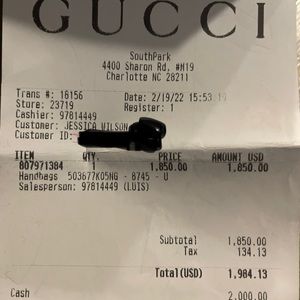 GUCCI
SouthPark
4400 Sharon Rd, #M19
Charlotte NC 28211
Trans #: 16156 Date: 2/19/22 15:53
Store: 23719 Register: 1
Cashier: 97814449
Customer: JESSICA WILSON
Customer ID:
ITEM QTY. PRICE AMOUNT USD
807971384 1 1,850.00 1,850.00
Handbags 503877K05NG - 8745 - U
Salesperson: 97814449 (LUIS)
Subtotal 1,850.00
Tax 134.13
Total(USD) 1,984.13
Cash 2,000.00